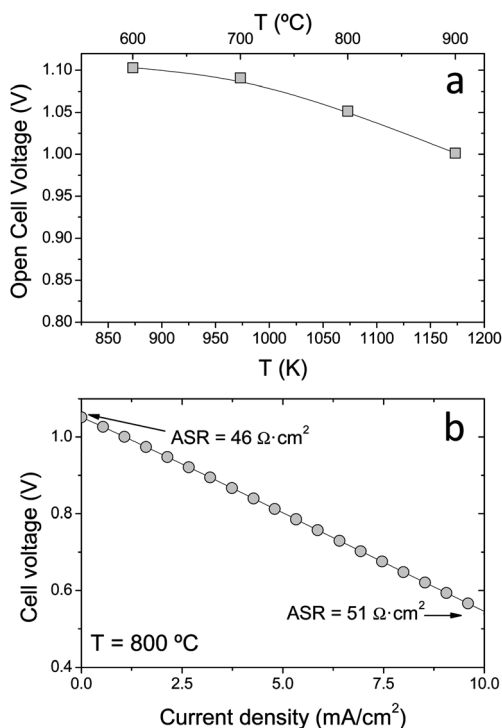 T (ºC)
600 700 800 900
a
1.10
1.05
1.00
0.95
0.90
0.85
0.80
Open Cell Voltage (V)
850 900 950 1000 1050 1100 1150 1200
T (K)
b
1.0
0.8
0.6
0.4
Cell voltage (V)
ASR = 46 Ω·cm²
ASR = 51 Ω·cm²
T = 800 ºC
0.0 2.5 5.0 7.5 10.0
Current density (mA/cm²)